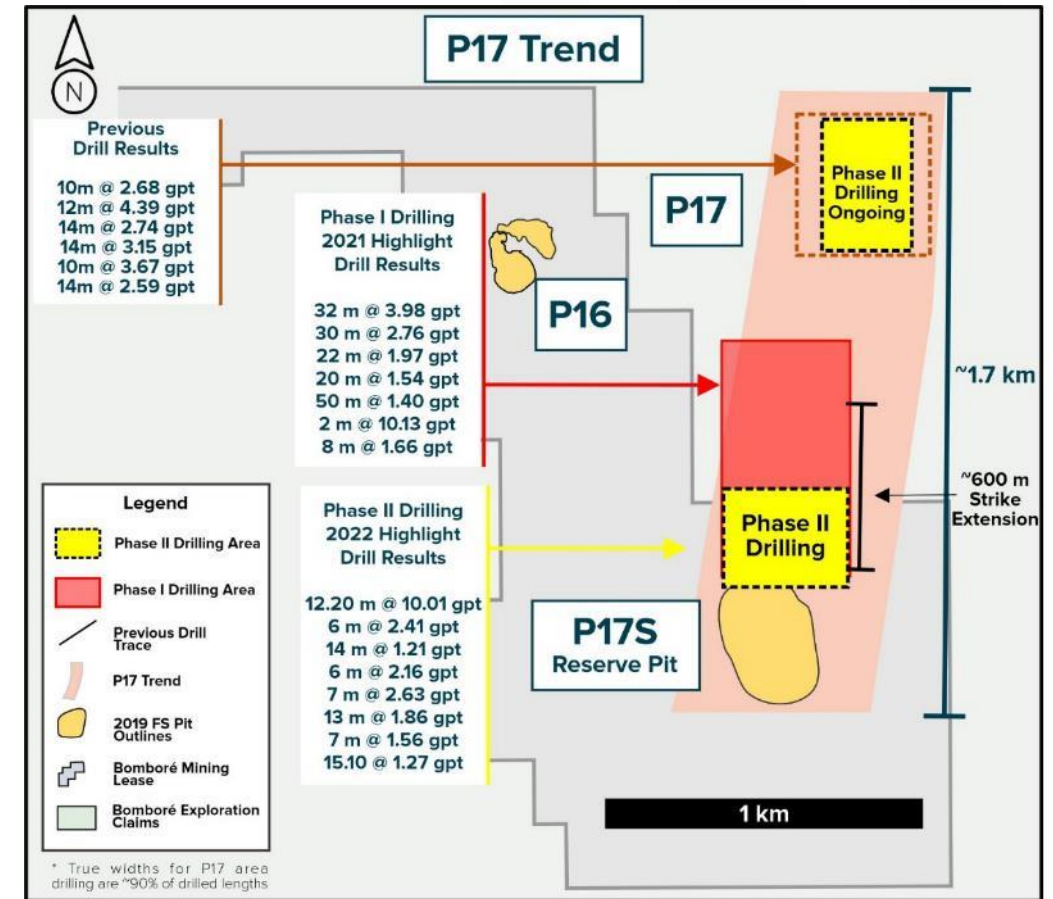 P17 Trend
N
Previous
Drill Results
10m @ 2.68 gpt
12m @ 4.39 gpt
14m @ 2.74 gpt
14m @ 3.15 gpt
10m @ 3.67 gpt
14m @ 2.59 gpt
Phase I Drilling
2021 Highlight
Drill Results
32 m @ 3.98 gpt
30 m @ 2.76 gpt
22 m @ 1.97 gpt
20 m @ 1.54 gpt
50 m @ 1.40 gpt
2 m @ 10.13 gpt
8 m @ 1.66 gpt
P16
P17
Phase II
Drilling
Ongoing
~1.7 km
~600 m
Strike
Extension
Phase II
Drilling
Phase II Drilling
2022 Highlight
Drill Results
12.20 m @ 10.01 gpt
6 m @ 2.41 gpt
14 m @ 1.21 gpt
6 m @ 2.16 gpt
7 m @ 2.63 gpt
13 m @ 1.86 gpt
7 m @ 1.56 gpt
15.10 @ 1.27 gpt
P17S
Reserve Pit
1 km
Legend
Phase II Drilling Area
Phase I Drilling Area
Previous Drill
Trace
P17 Trend
2019 FS Pit
Outlines
Bomboré Mining
Lease
Bomboré Exploration
Claims
* True widths for P17 area
drilling are ~90% of drilled lengths